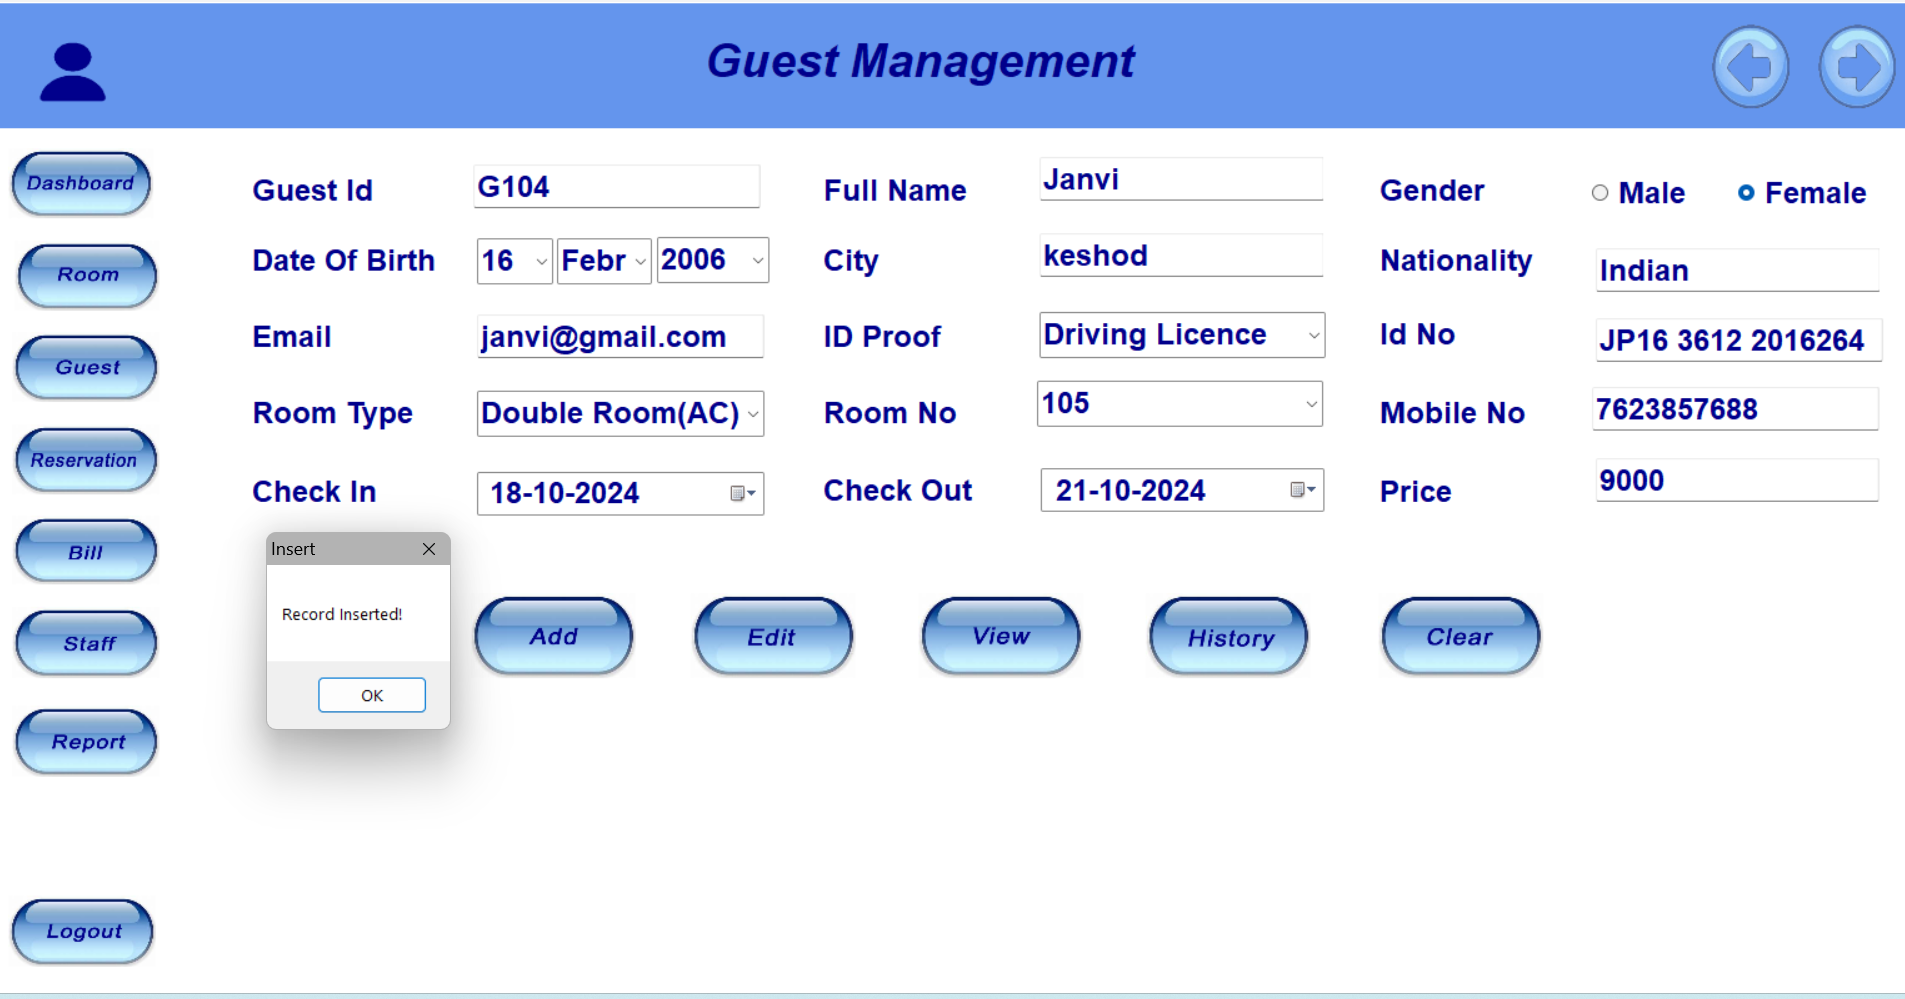 Guest Management
Dashboard
Room
Guest
Reservation
Bill
Staff
Report
Logout
Guest Id G104 Full Name Janvi Gender Male Female
Date Of Birth 16 Febr 2006 City keshod Nationality Indian
Email janvi@gmail.com ID Proof Driving Licence Id No JP16 3612 2016264
Room Type Double Room(AC) Room No 105 Mobile No 7623857688
Check In 18-10-2024 Check Out 21-10-2024 Price 9000
Insert
Record Inserted!
OK
Add Edit View History Clear